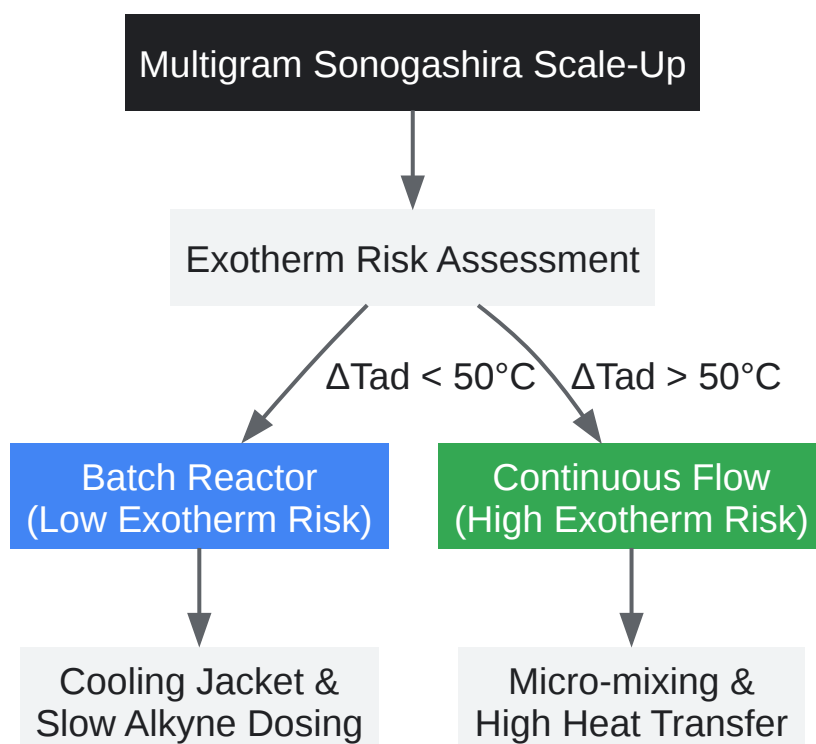 Multigram Sonogashira Scale-Up
Exotherm Risk Assessment
ΔTad < 50°C
ΔTad > 50°C
Batch Reactor
(Low Exotherm Risk)
Continuous Flow
(High Exotherm Risk)
Cooling Jacket &
Slow Alkyne Dosing
Micro-mixing &
High Heat Transfer